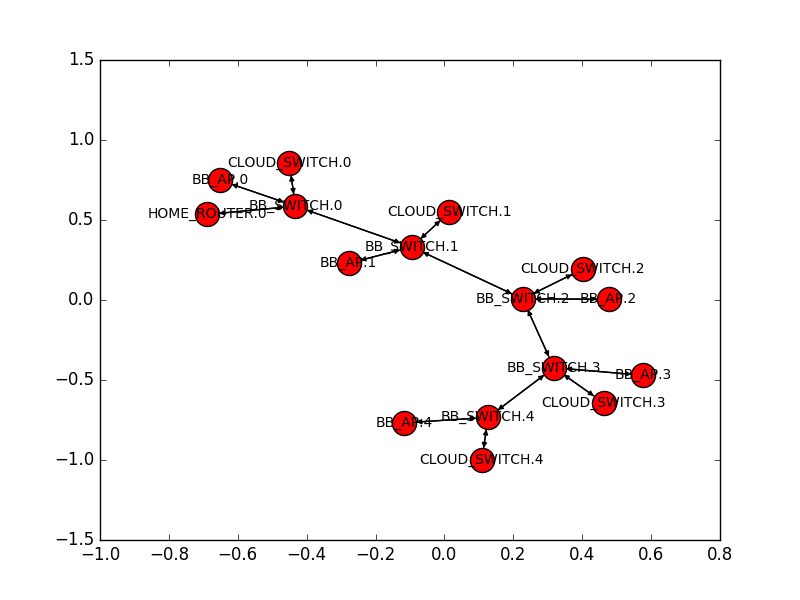 1.5
1.0
0.5
0.0
−0.5
−1.0
−1.5
CLOUD_SWITCH.0
BB_AP.0
HOME_ROUTER.0
BB_SWITCH.0
CLOUD_SWITCH.1
BB_SWITCH.1
BB_AP.1
CLOUD_SWITCH.2
BB_SWITCH.2
BB_AP.2
BB_SWITCH.3
BB_AP.3
CLOUD_SWITCH.3
BB_SWITCH.4
BB_AP.4
CLOUD_SWITCH.4
−1.0 −0.8 −0.6 −0.4 −0.2 0.0 0.2 0.4 0.6 0.8